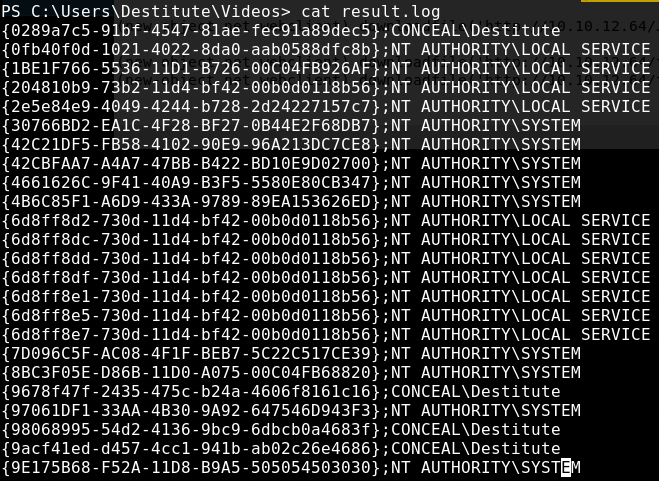 PS C:\Users\Destitute\Videos> cat result.log
{0289a7c5-91bf-4547-81ae-fec91a89dec5};CONCEAL\Destitute
{0fb40f0d-1021-4022-8da0-aab0588dfc8b};NT AUTHORITY\LOCAL SERVICE
{1BE1F766-5536-11D1-B726-00C04FB926AF};NT AUTHORITY\LOCAL SERVICE
{204810b9-73b2-11d4-bf42-00b0d0118b56};NT AUTHORITY\LOCAL SERVICE
{2e5e84e9-4049-4244-b728-2d24227157c7};NT AUTHORITY\LOCAL SERVICE
{30766BD2-EA1C-4F28-BF27-0B44E2F68DB7};NT AUTHORITY\SYSTEM
{42C21DF5-FB58-4102-90E9-96A213DC7CE8};NT AUTHORITY\SYSTEM
{42CBFAA7-A4A7-47BB-B422-BD10E9D02700};NT AUTHORITY\SYSTEM
{4661626C-9F41-40A9-B3F5-5580E80CB347};NT AUTHORITY\SYSTEM
{4B6C85F1-A6D9-433A-9789-89EA153626ED};NT AUTHORITY\SYSTEM
{6d8ff8d2-730d-11d4-bf42-00b0d0118b56};NT AUTHORITY\LOCAL SERVICE
{6d8ff8dc-730d-11d4-bf42-00b0d0118b56};NT AUTHORITY\LOCAL SERVICE
{6d8ff8dd-730d-11d4-bf42-00b0d0118b56};NT AUTHORITY\LOCAL SERVICE
{6d8ff8df-730d-11d4-bf42-00b0d0118b56};NT AUTHORITY\LOCAL SERVICE
{6d8ff8e1-730d-11d4-bf42-00b0d0118b56};NT AUTHORITY\LOCAL SERVICE
{6d8ff8e5-730d-11d4-bf42-00b0d0118b56};NT AUTHORITY\LOCAL SERVICE
{6d8ff8e7-730d-11d4-bf42-00b0d0118b56};NT AUTHORITY\LOCAL SERVICE
{7D096C5F-AC08-4F1F-BEB7-5C22C517CE39};NT AUTHORITY\SYSTEM
{8BC3F05E-D86B-11D0-A075-00C04FB68820};NT AUTHORITY\SYSTEM
{9678f47f-2435-475c-b24a-4606f8161c16};CONCEAL\Destitute
{97061DF1-33AA-4B30-9A92-647546D943F3};NT AUTHORITY\SYSTEM
{98068995-54d2-4136-9bc9-6dbcb0a4683f};CONCEAL\Destitute
{9acf41ed-d457-4cc1-941b-ab02c26e4686};CONCEAL\Destitute
{9E175B68-F52A-11D8-B9A5-505054503030};NT AUTHORITY\SYSTEM